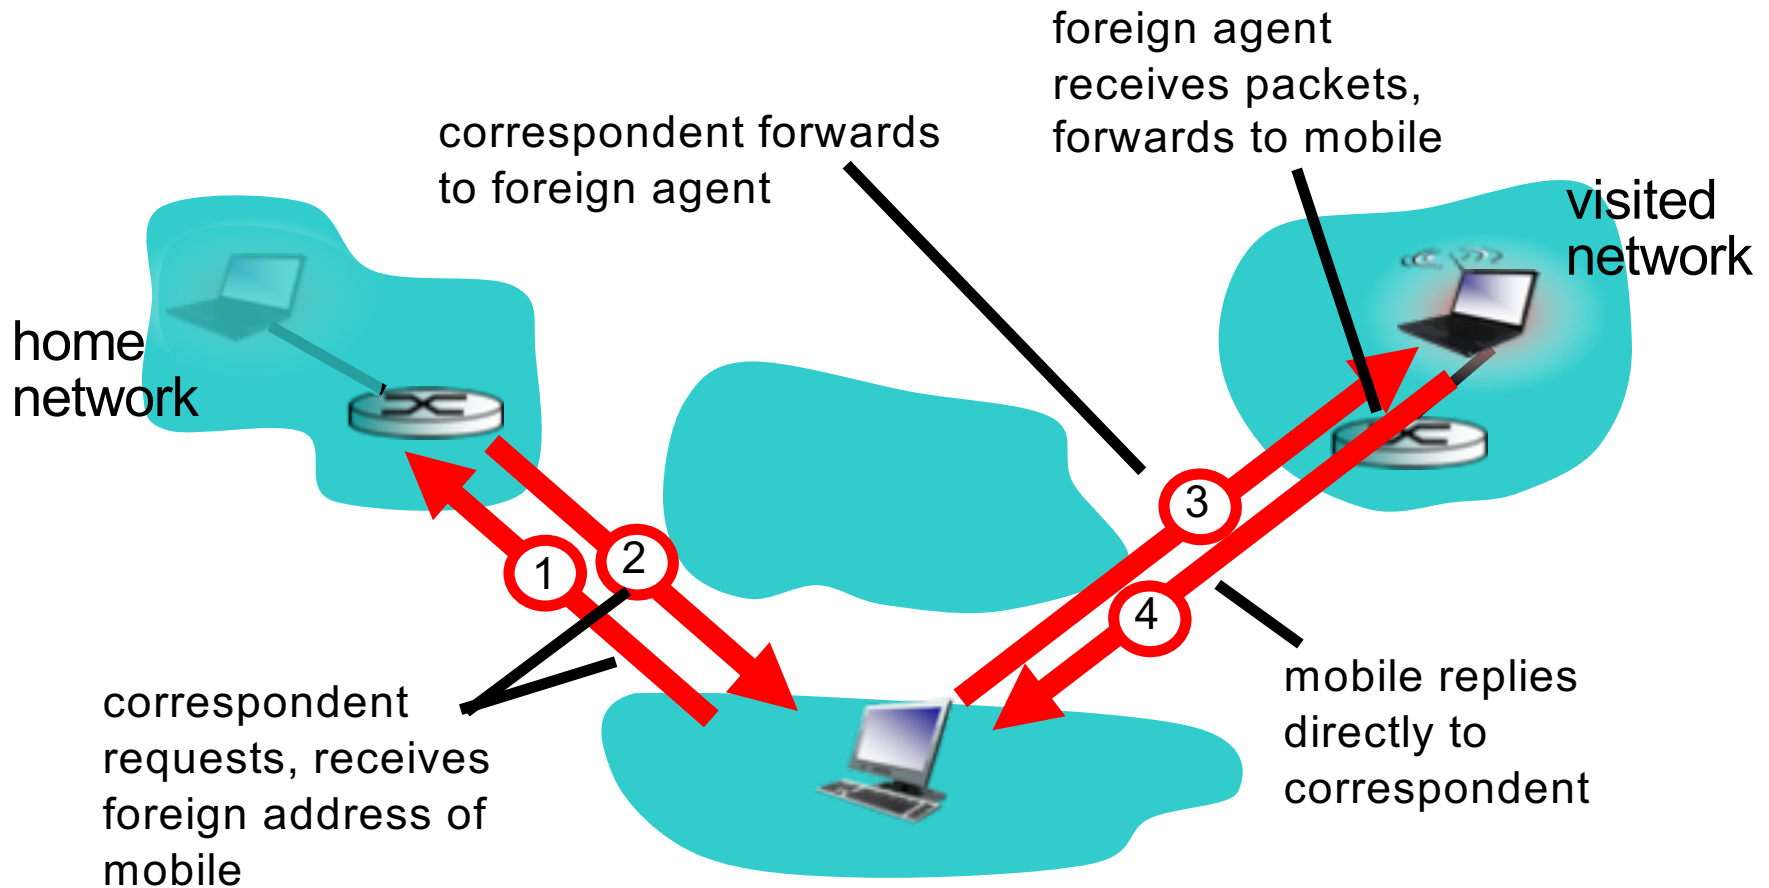 foreign agent
receives packets,
forwards to mobile
correspondent forwards
to foreign agent
visited
network
home
network
3
2
1
4
mobile replies
directly to
correspondent
correspondent
requests, receives
foreign address of
mobile